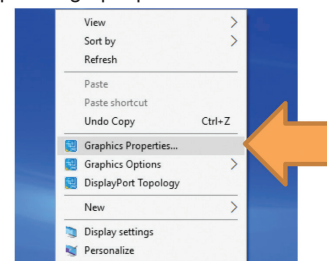 View
Sort by
Refresh
Paste
Paste shortcut
Undo Copy Ctrl+Z
Graphics Properties...
Graphics Options
DisplayPort Topology
New
Display settings
Personalize